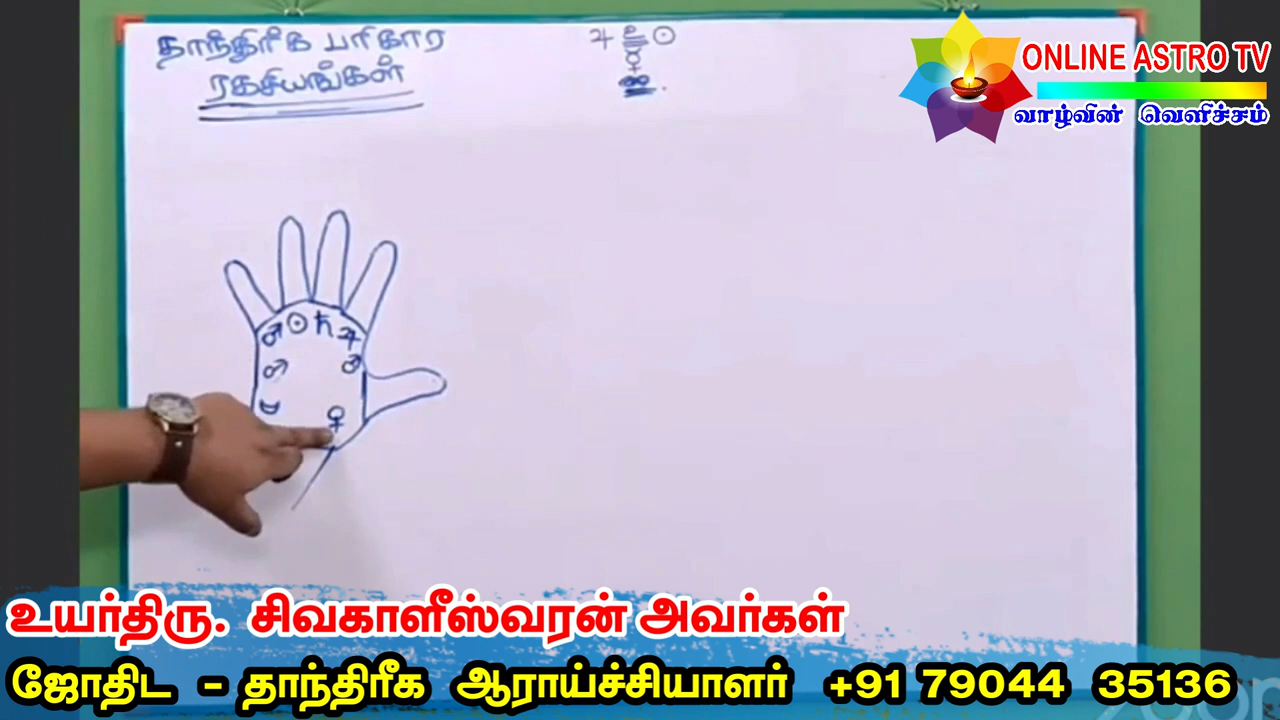 தாந்திரீக பரிகார
ரகசியங்கள்
ONLINE ASTRO TV
வாழ்வின் வெளிச்சம்
உயர்திரு. சிவகாளீஸ்வரன் அவர்கள்
ஜோதிட - தாந்திரீக ஆராய்ச்சியாளர் +91 79044 35136